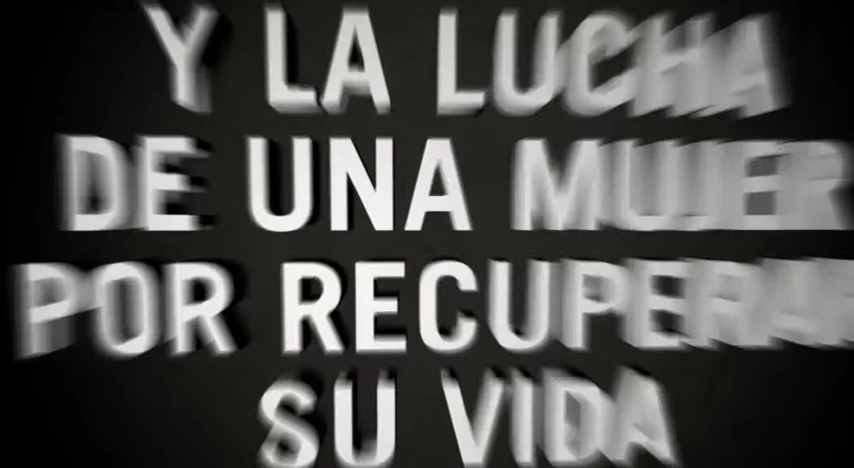 Y LA LUCHA
DE UNA MUJER
POR RECUPERAR
SU VIDA